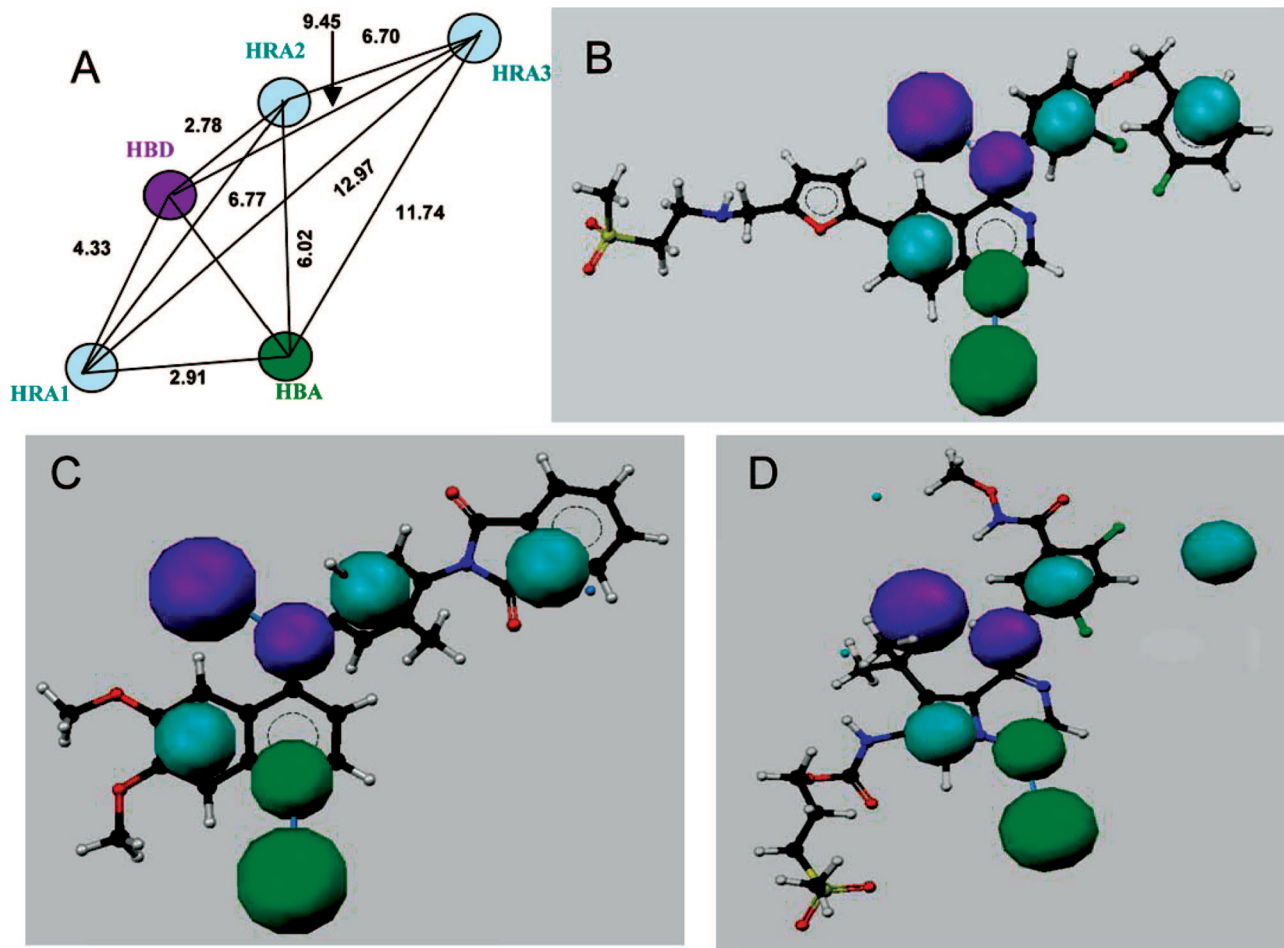 A
9.45
6.70
HRA2
HRA3
2.78
HBD
6.77
12.97
11.74
4.33
6.02
HRA1
2.91
HBA
B
C
D